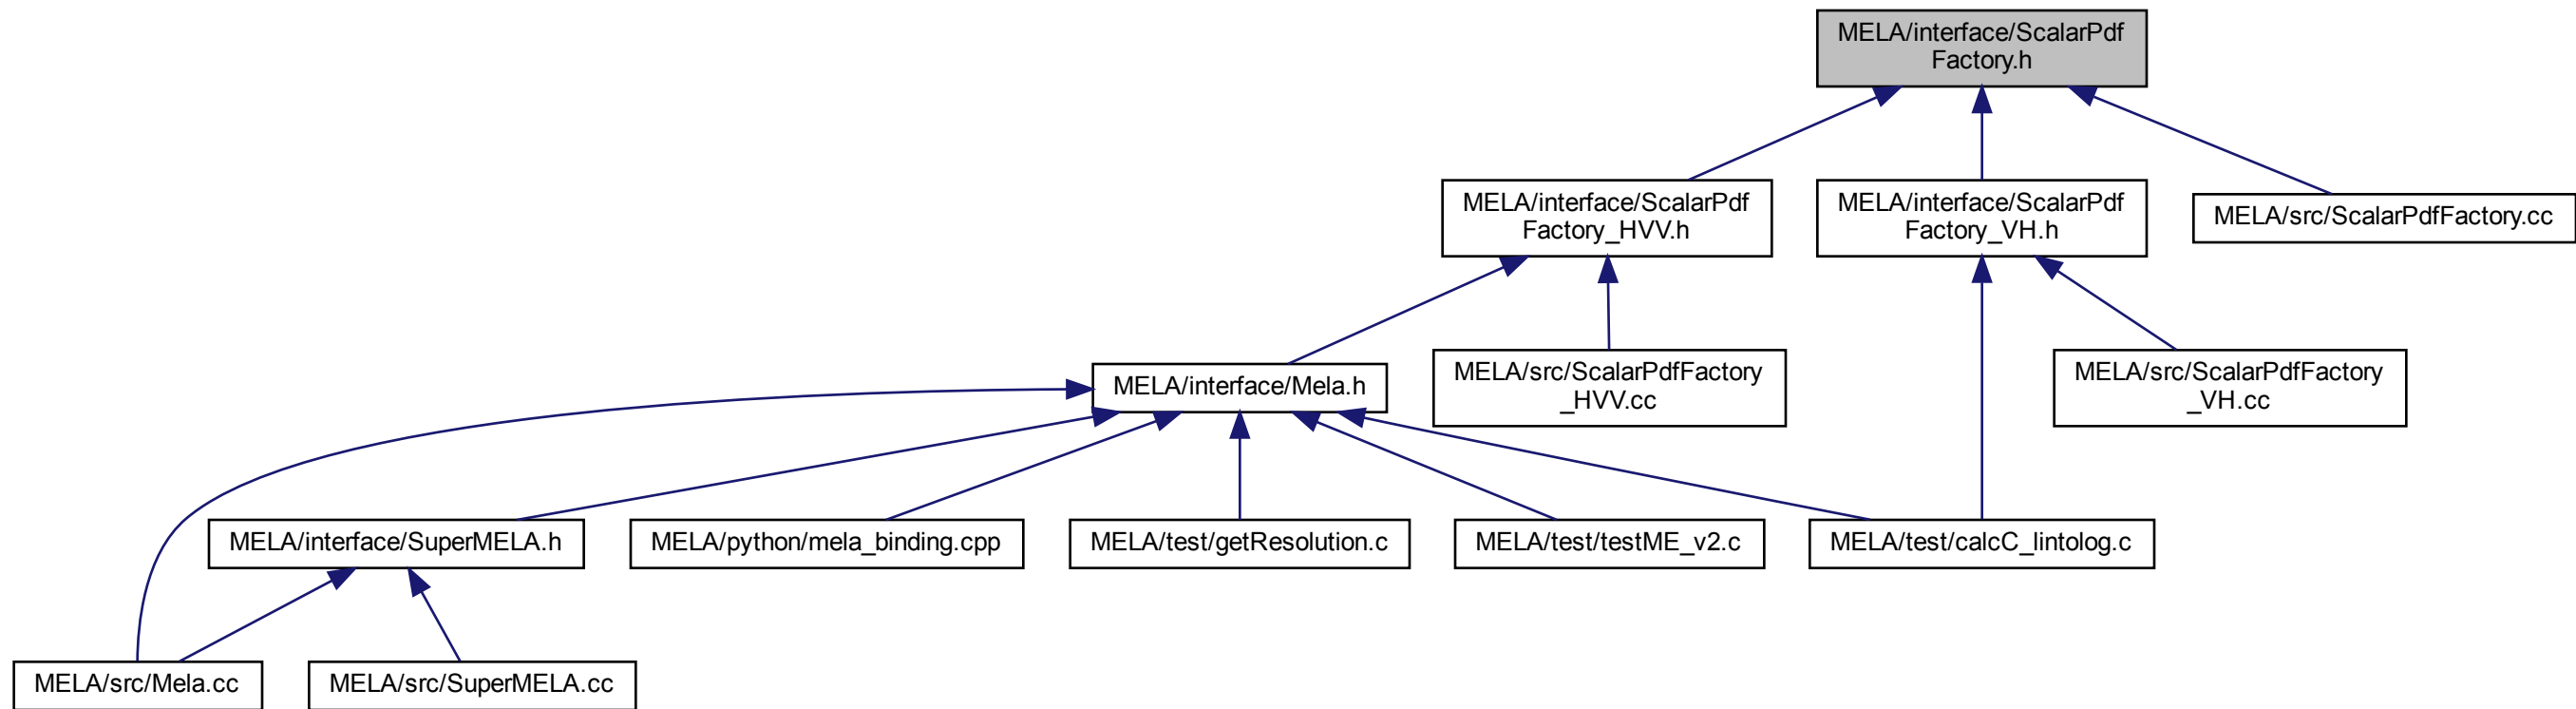 MELA/interface/ScalarPdf
Factory.h
MELA/interface/ScalarPdf
Factory_HVV.h
MELA/interface/ScalarPdf
Factory_VH.h
MELA/src/ScalarPdfFactory.cc
MELA/interface/Mela.h
MELA/src/ScalarPdfFactory
_HVV.cc
MELA/src/ScalarPdfFactory
_VH.cc
MELA/interface/SuperMELA.h
MELA/python/mela_binding.cpp
MELA/test/getResolution.c
MELA/test/testME_v2.c
MELA/test/calcC_lintolog.c
MELA/src/Mela.cc
MELA/src/SuperMELA.cc